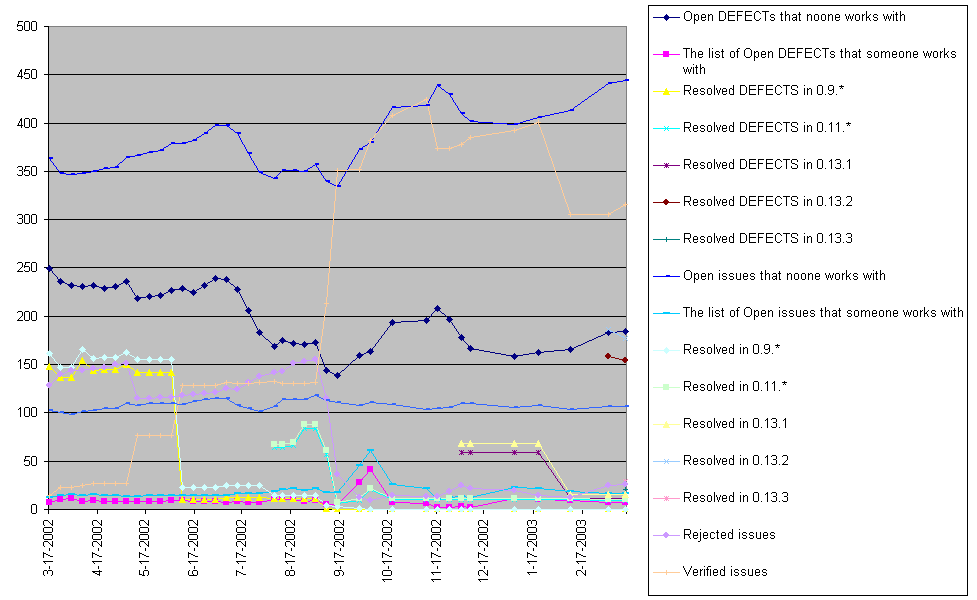 500
450
400
350
300
250
200
150
100
50
0
3-17-2002
4-17-2002
5-17-2002
6-17-2002
7-17-2002
8-17-2002
9-17-2002
10-17-2002
11-17-2002
12-17-2002
1-17-2003
2-17-2003
Open DEFECTs that noone works with
The list of Open DEFECTs that someone works
with
Resolved DEFECTS in 0.9.*
Resolved DEFECTS in 0.11.*
Resolved DEFECTS in 0.13.1
Resolved DEFECTS in 0.13.2
Resolved DEFECTS in 0.13.3
Open issues that noone works with
The list of Open issues that someone works with
Resolved in 0.9.*
Resolved in 0.11.*
Resolved in 0.13.1
Resolved in 0.13.2
Resolved in 0.13.3
Rejected issues
Verified issues